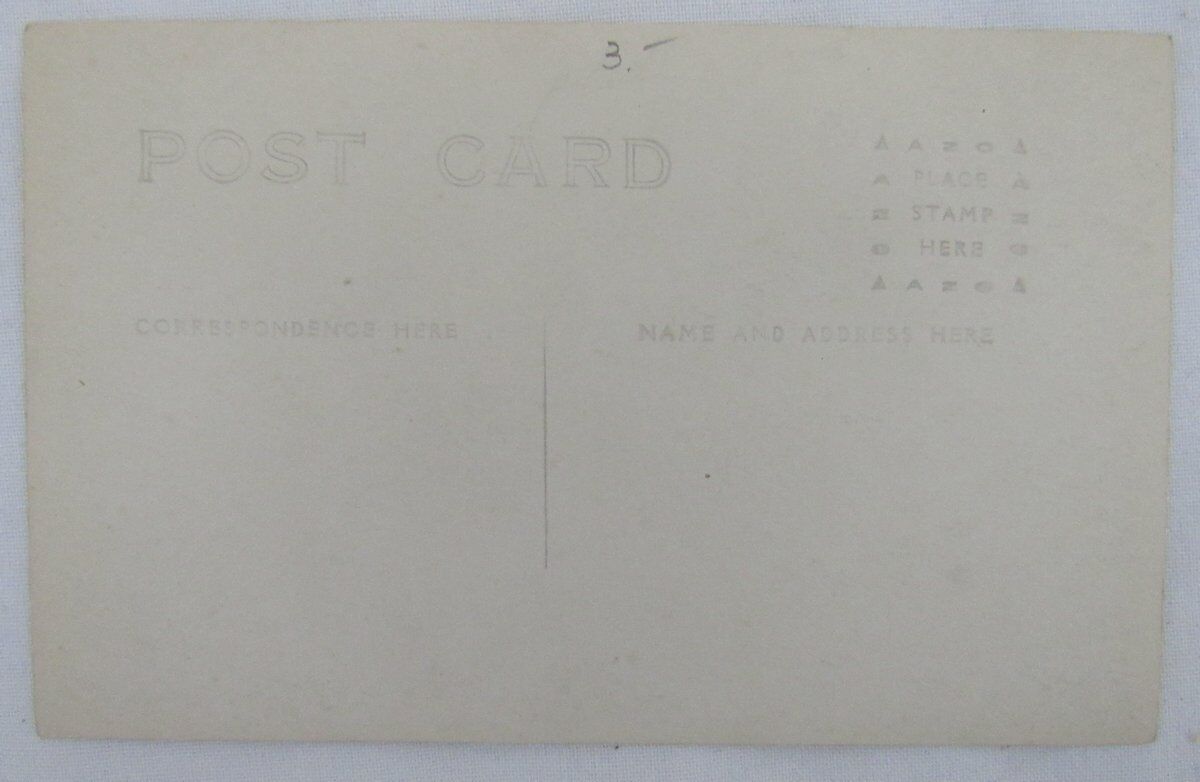 3.—
POST CARD
AZO
A PLACE A
Z STAMP Z
O HERE O
AZO
CORRESPONDENCE HERE
NAME AND ADDRESS HERE